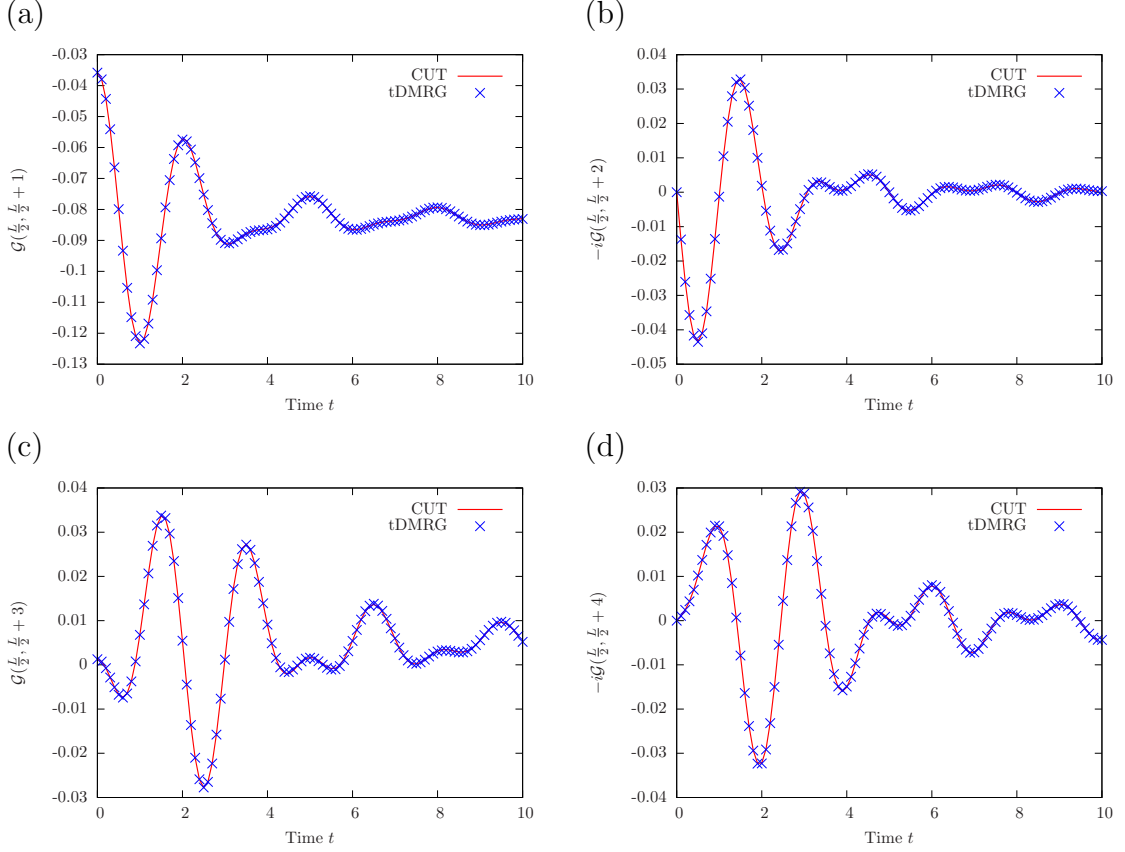 (a)
-0.03
-0.04
-0.05
-0.06
-0.07
-0.08
-0.09
-0.1
-0.11
-0.12
-0.13
0 2 4 6 8 10
Time t
𝒢(L/2, L/2 + 1)
CUT
tDMRG
(b)
0.04
0.03
0.02
0.01
0
-0.01
-0.02
-0.03
-0.04
-0.05
0 2 4 6 8 10
Time t
−i𝒢(L/2, L/2 + 2)
CUT
tDMRG
(c)
0.04
0.03
0.02
0.01
0
-0.01
-0.02
-0.03
0 2 4 6 8 10
Time t
𝒢(L/2, L/2 + 3)
CUT
tDMRG
(d)
0.03
0.02
0.01
0
-0.01
-0.02
-0.03
-0.04
0 2 4 6 8 10
Time t
−i𝒢(L/2, L/2 + 4)
CUT
tDMRG